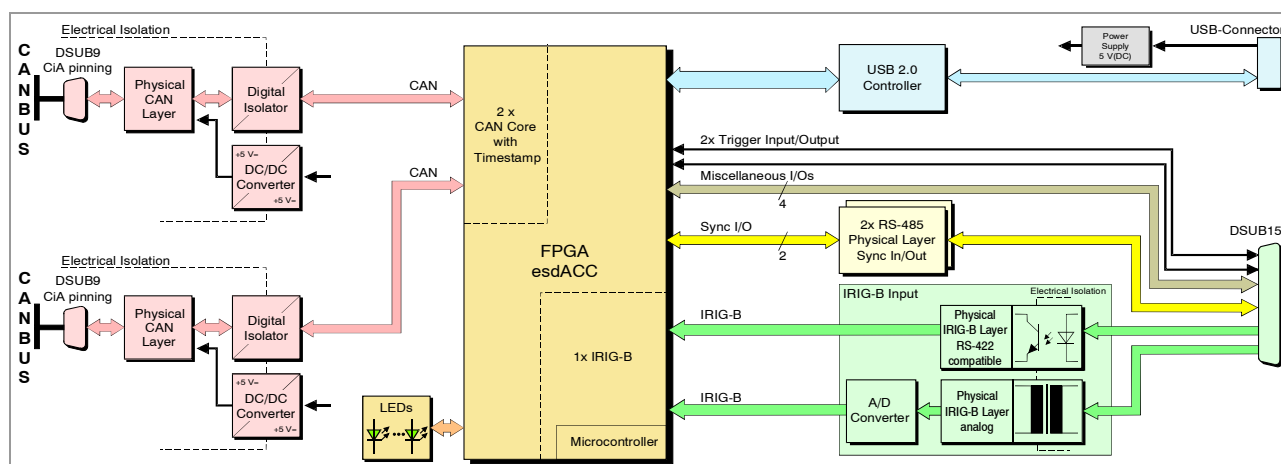 Electrical Isolation
C
A
N
B
U
S
DSUB9
CiA pinning
Physical
CAN
Layer
Digital
Isolator
CAN
+5 V=
DC/DC
Converter
+5 V=
CAN
Electrical Isolation
C
A
N
B
U
S
DSUB9
CiA pinning
Physical
CAN
Layer
Digital
Isolator
+5 V=
DC/DC
Converter
+5 V=
LEDs
2 x
CAN Core
with
Timestamp
FPGA
esdACC
1x IRIG-B
Microcontroller
USB 2.0
Controller
Power
Supply
5 V(DC)
USB-Connector
2x Trigger Input/Output
Miscellaneous I/Os
4
Sync I/O
2
2x RS-485
Physical Layer
Sync In/Out
DSUB15
IRIG-B Input
Electrical Isolation
IRIG-B
Physical
IRIG-B Layer
RS-422
compatible
IRIG-B
A/D
Converter
Physical
IRIG-B Layer
analog